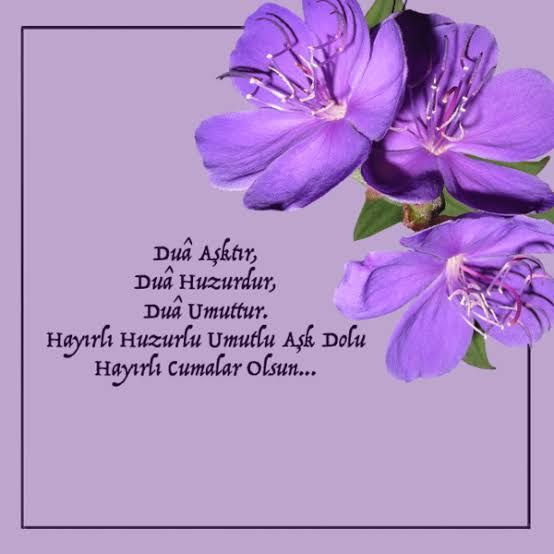 Duâ Aşktır,
Duâ Huzurdur,
Duâ Umuttur.
Hayırlı Huzurlu Umutlu Aşk Dolu
Hayırlı Cumalar Olsun...